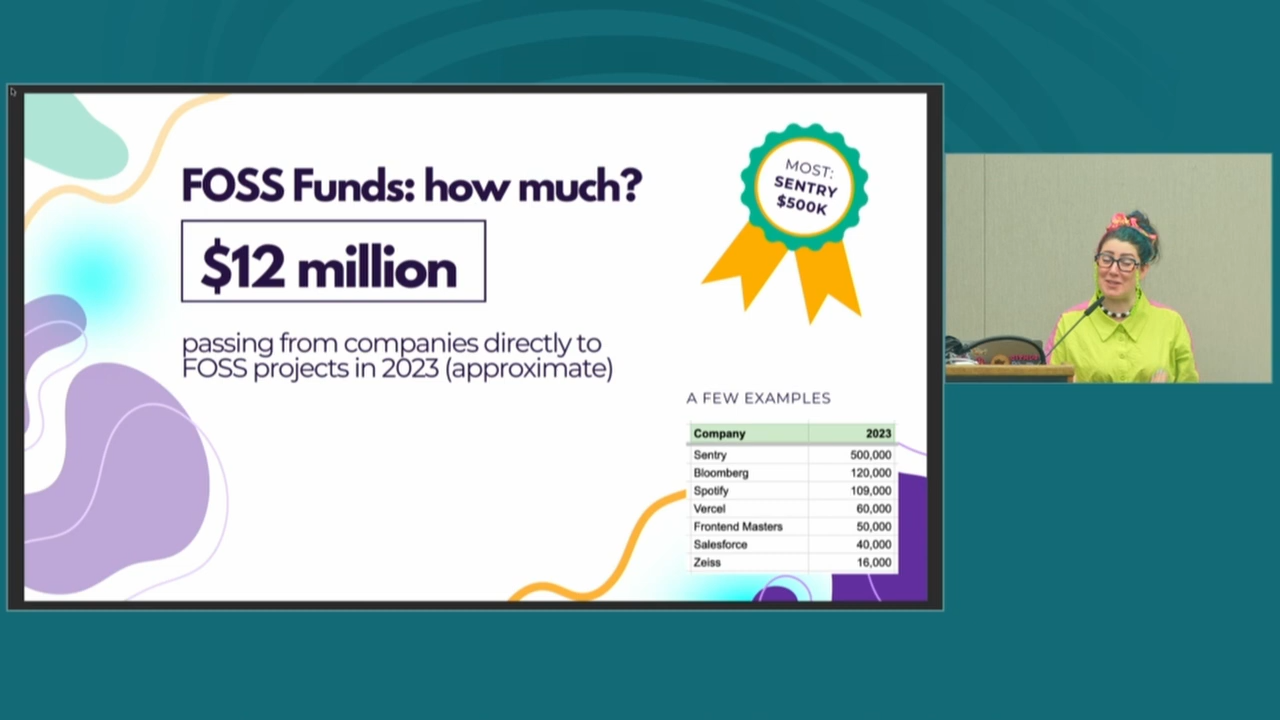 FOSS Funds: how much?
$12 million
passing from companies directly to
FOSS projects in 2023 (approximate)
MOST:
SENTRY
$500K
A FEW EXAMPLES
Company 2023
Sentry 500,000
Bloomberg 120,000
Spotify 109,000
Vercel 60,000
Frontend Masters 50,000
Salesforce 40,000
Zeiss 16,000